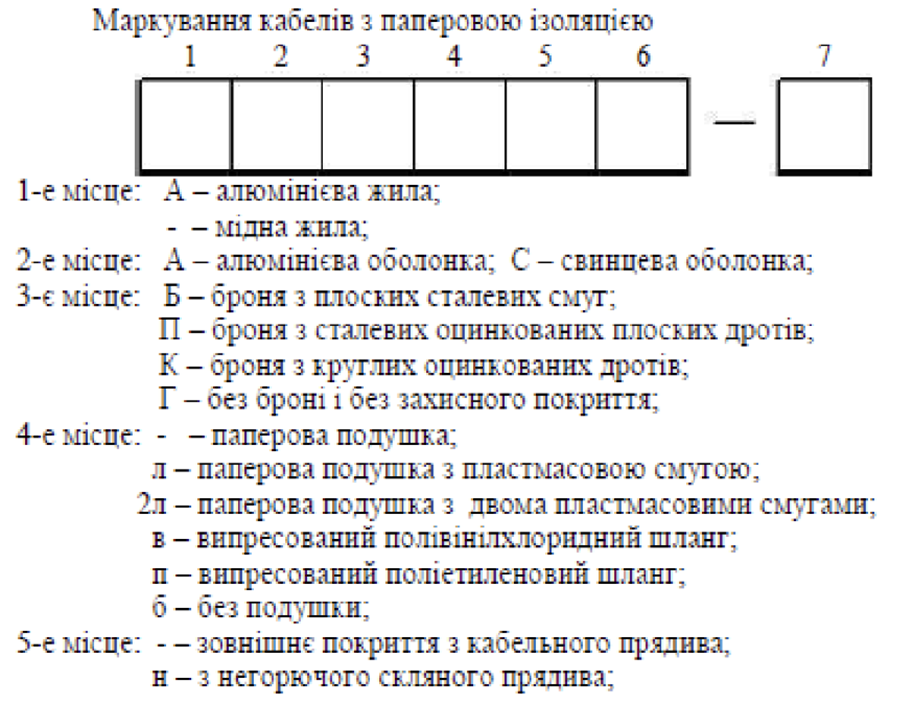 Маркування кабелів з паперовою ізоляцією
1 2 3 4 5 6 7
—
1-е місце: А – алюмінієва жила;
- – мідна жила;
2-е місце: А – алюмінієва оболонка; С – свинцева оболонка;
3-є місце: Б – броня з плоских сталевих смуг;
П – броня з сталевих оцинкованих плоских дротів;
К – броня з круглих оцинкованих дротів;
Г – без броні і без захисного покриття;
4-е місце: - – паперова подушка;
л – паперова подушка з пластмасовою смугою;
2л – паперова подушка з двома пластмасовими смугами;
в – випресований полівінілхлоридний шланг;
п – випресований поліетиленовий шланг;
б – без подушки;
5-е місце: - – зовнішнє покриття з кабельного прядива;
н – з негорючого скляного прядива;